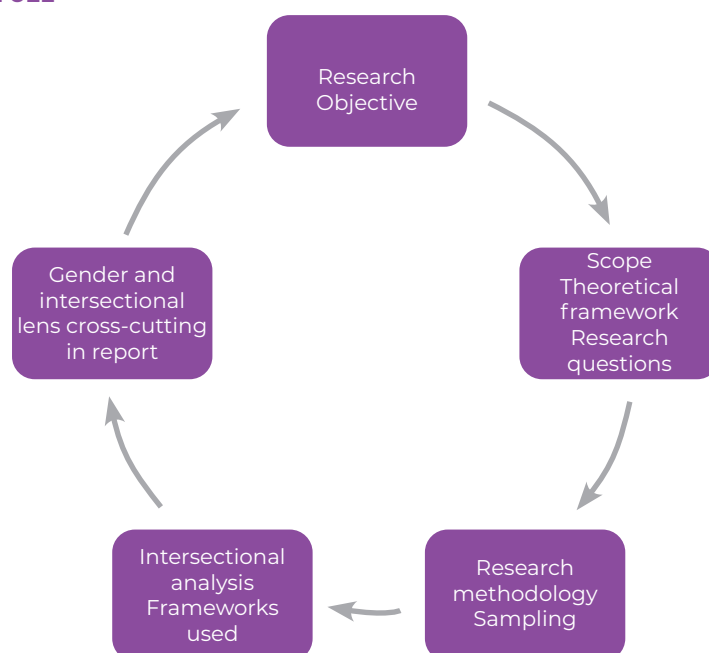 Research
Objective
Scope
Theoretical
framework
Research
questions
Research
methodology
Sampling
Intersectional
analysis
Frameworks
used
Gender and
intersectional
lens cross-cutting
in report